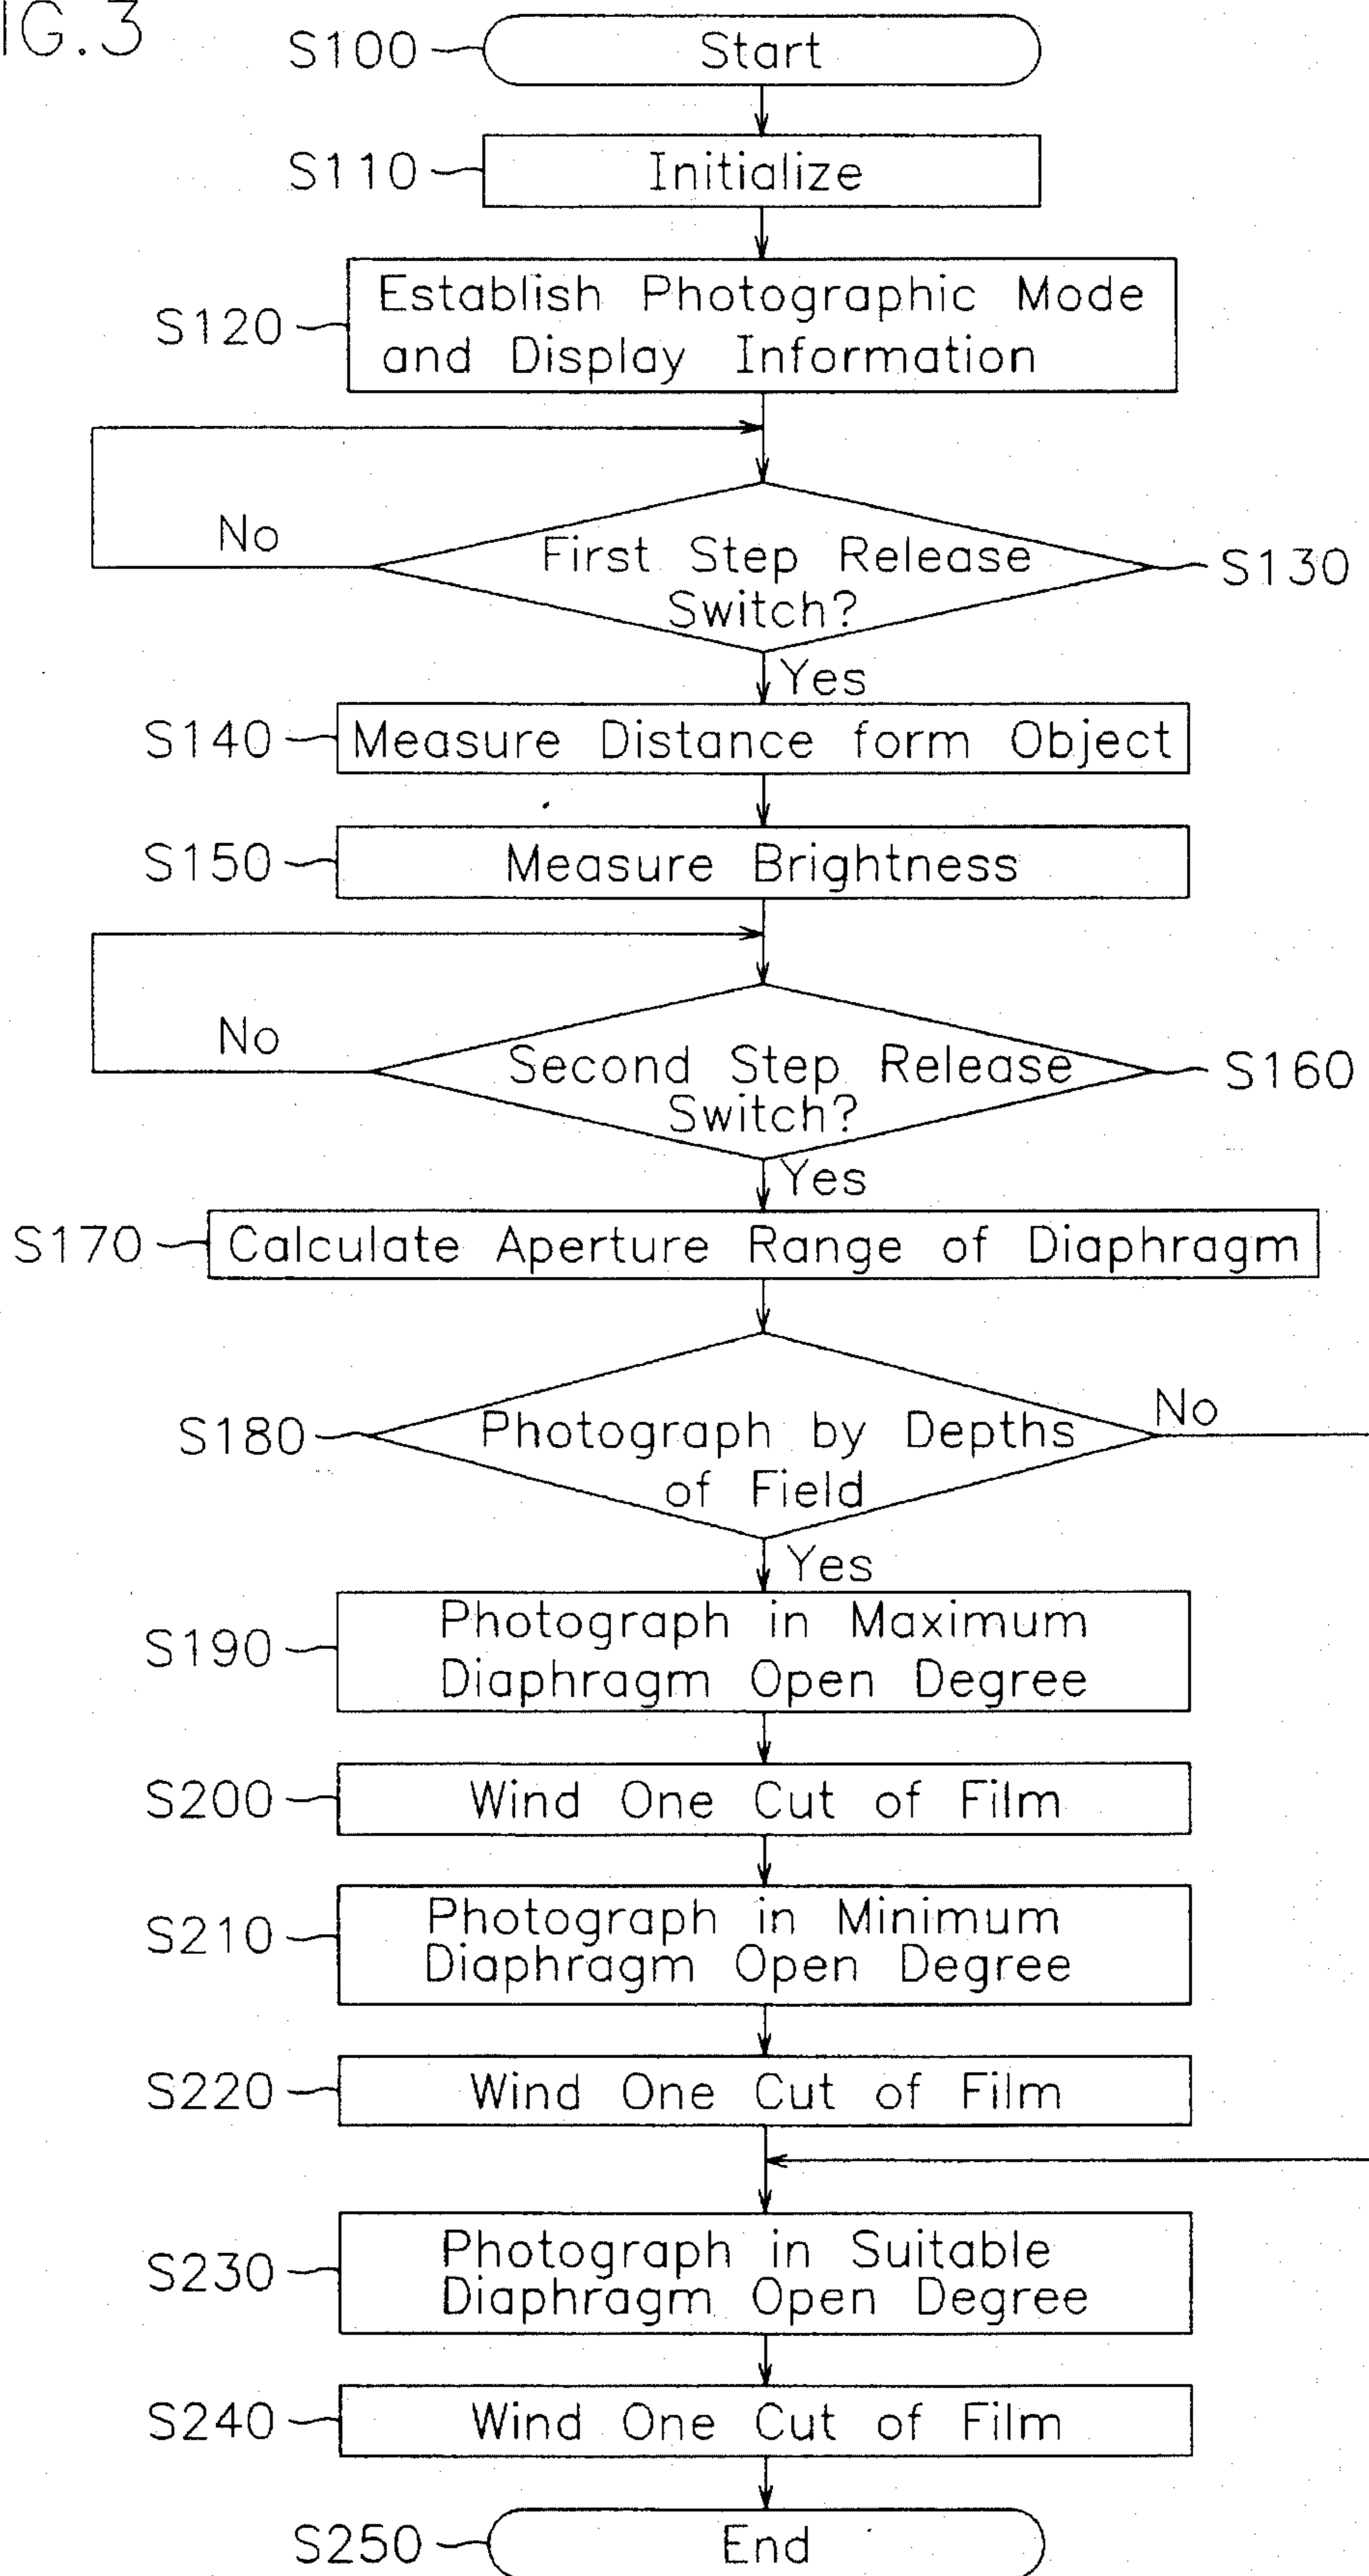 IG.3
S100 Start
S110 Initialize
S120 Establish Photographic Mode
and Display Information
No
First Step Release
Switch?
S130
Yes
S140 Measure Distance form Object
S150 Measure Brightness
No
Second Step Release
Switch?
S160
Yes
S170 Calculate Aperture Range of Diaphragm
S180 Photograph by Depths
of Field
No
Yes
S190 Photograph in Maximum
Diaphragm Open Degree
S200 Wind One Cut of Film
S210 Photograph in Minimum
Diaphragm Open Degree
S220 Wind One Cut of Film
S230 Photograph in Suitable
Diaphragm Open Degree
S240 Wind One Cut of Film
S250 End